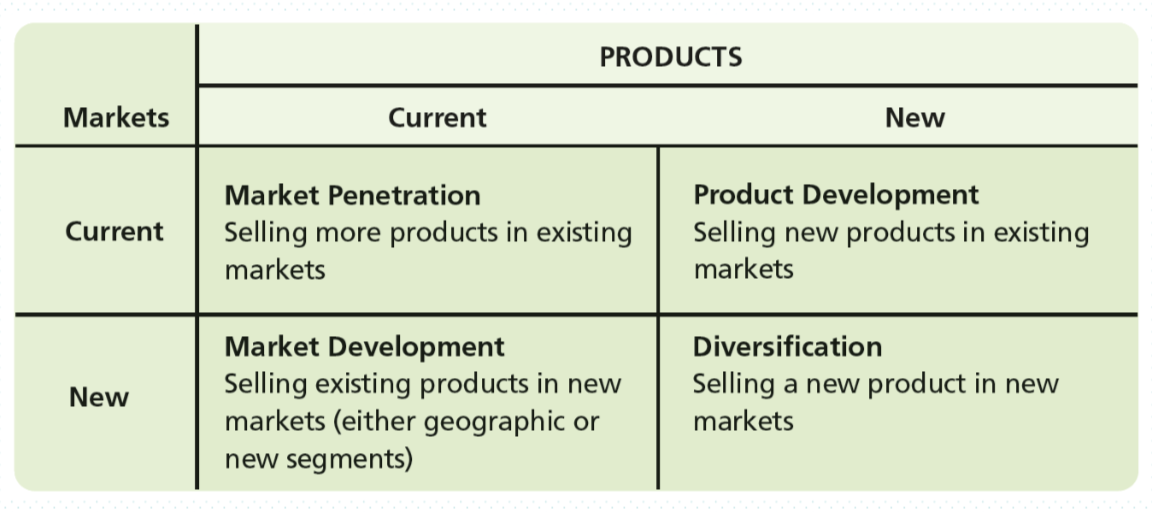 PRODUCTS
Markets
Current
New
Current
Market Penetration
Selling more products in existing
markets
Product Development
Selling new products in existing
markets
New
Market Development
Selling existing products in new
markets (either geographic or
new segments)
Diversification
Selling a new product in new
markets